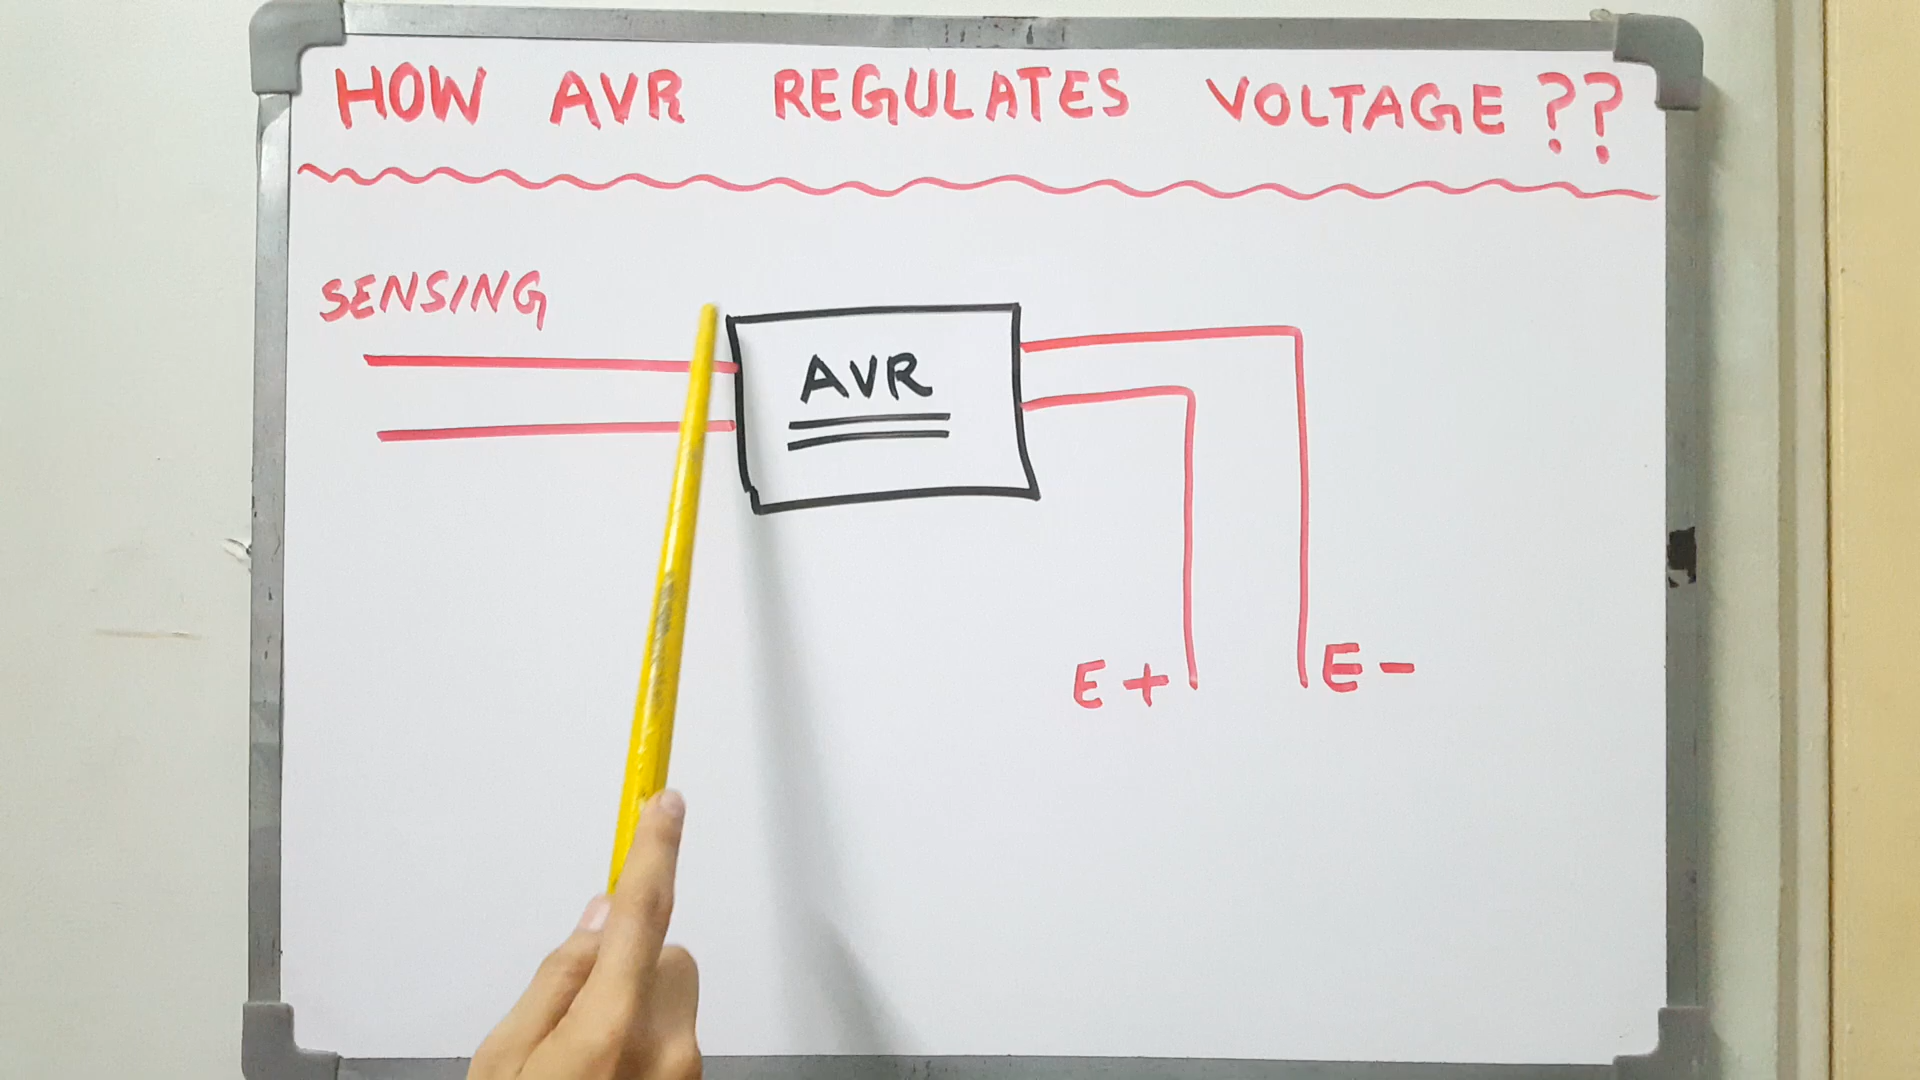 HOW AVR REGULATES VOLTAGE ??
SENSING
AVR
E +
E -